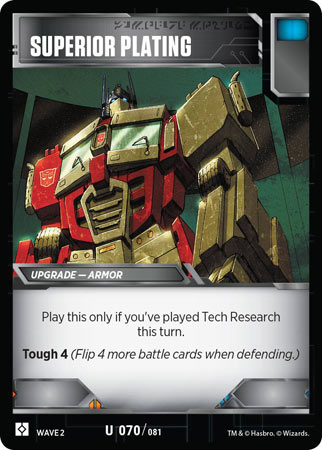 SUPERIOR PLATING
UPGRADE — ARMOR
Play this only if you've played Tech Research
this turn.
Tough 4 (Flip 4 more battle cards when defending.)
WAVE 2
U 070/081
TM & © Hasbro. © Wizards.